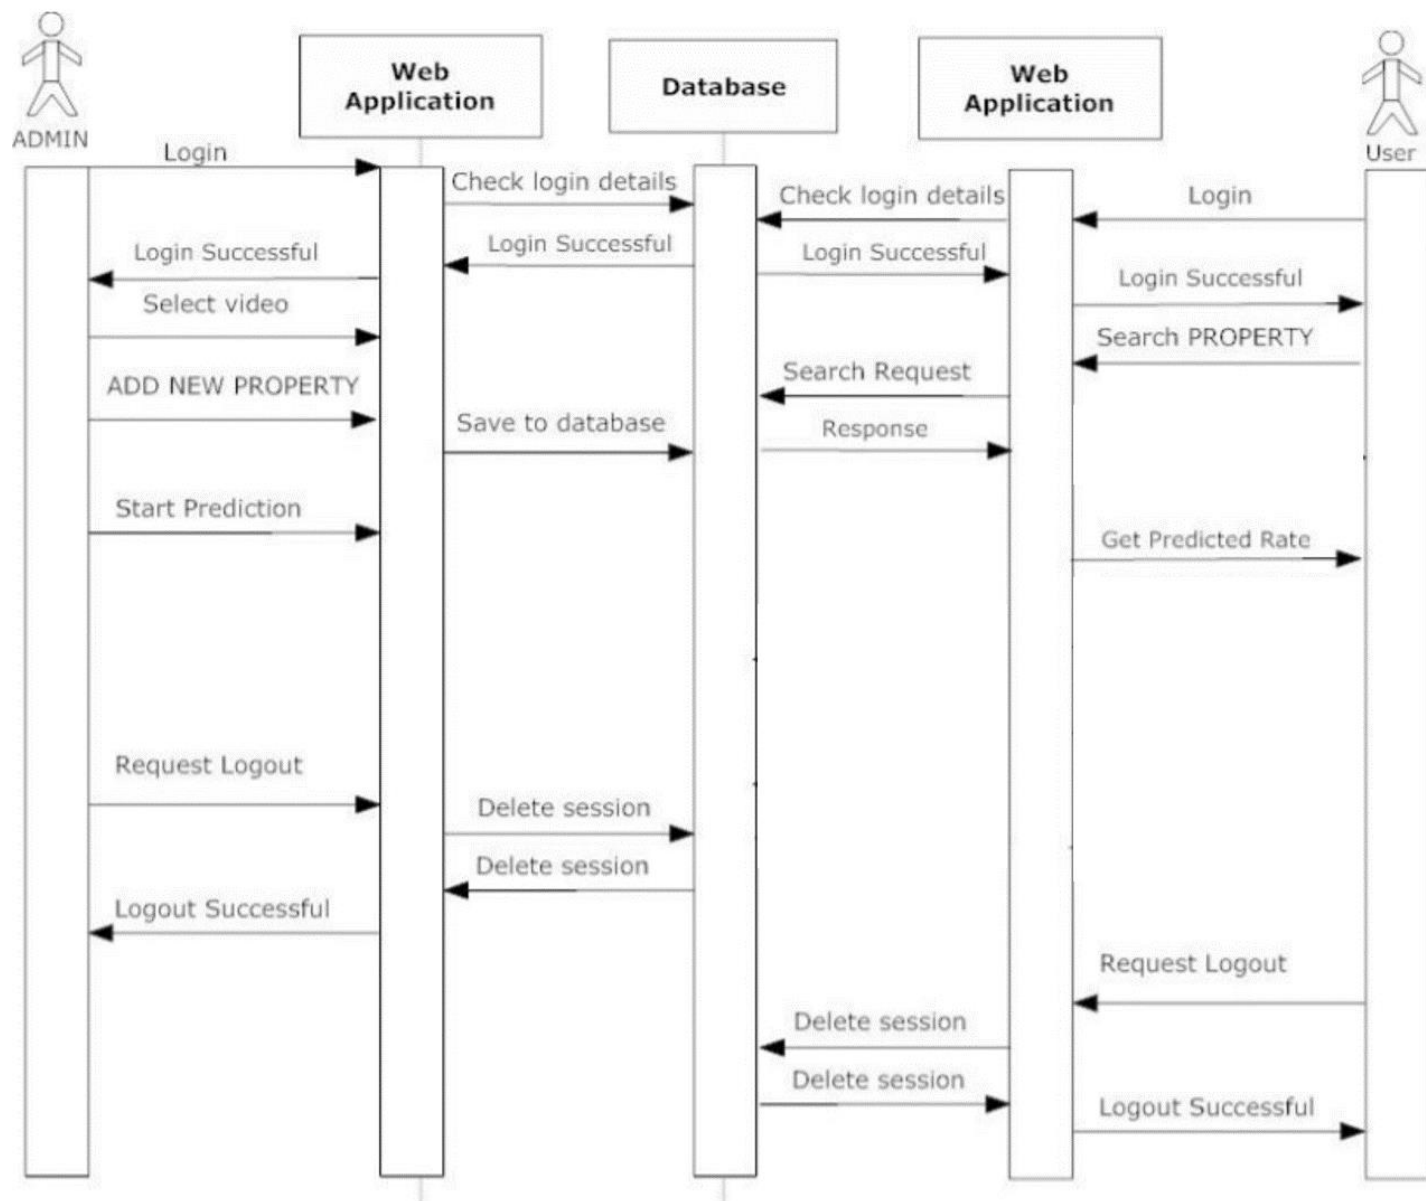 Web
Application
Database
Web
Application
ADMIN
User
Login
Check login details
Check login details
Login
Login Successful
Login Successful
Login Successful
Login Successful
Select video
Search PROPERTY
ADD NEW PROPERTY
Search Request
Save to database
Response
Start Prediction
Get Predicted Rate
Request Logout
Delete session
Delete session
Logout Successful
Request Logout
Delete session
Delete session
Logout Successful